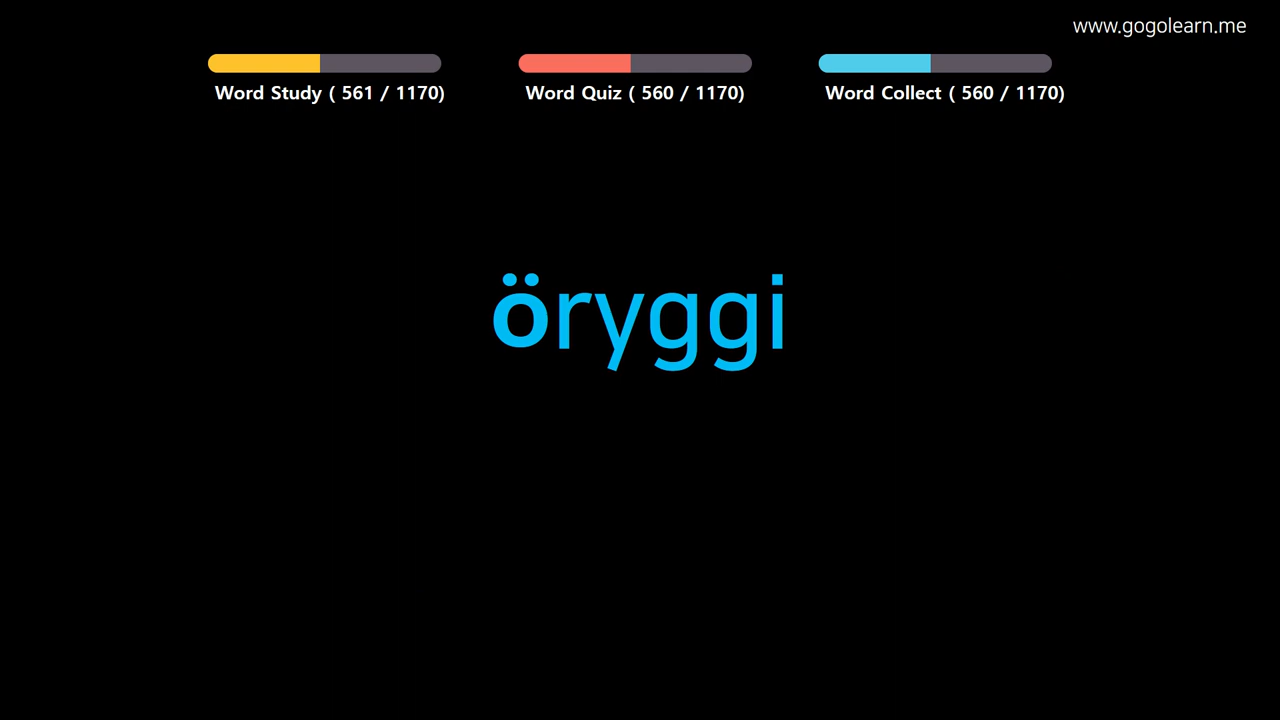 www.gogolearn.me
Word Study ( 561 / 1170)
Word Quiz ( 560 / 1170)
Word Collect ( 560 / 1170)
öryggi